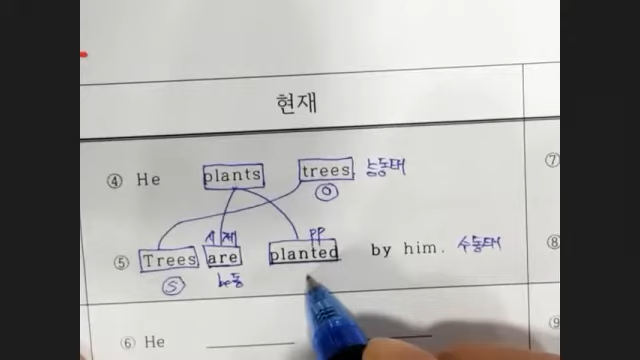 현재
④ He plants trees 능동태 ⑦
O
시 제 PP
⑤ Trees are planted by him. 수동태 ⑧
S be동
⑥ He ⑨